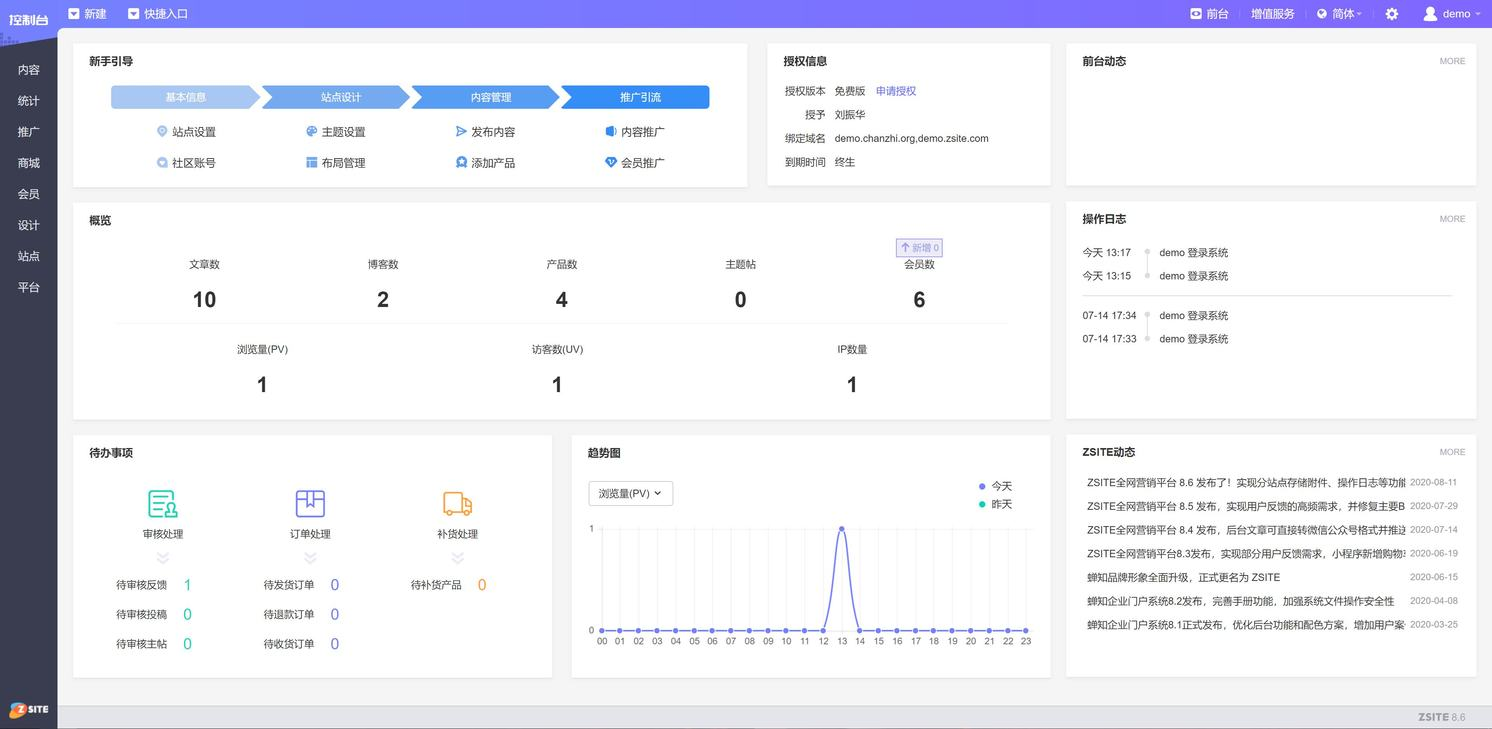 控制台
新建 快捷入口 前台 增值服务 简体 demo
内容
统计
推广
商城
会员
设计
站点
平台
新手引导
基本信息 站点设计 内容管理 推广引流
站点设置 主题设置 发布内容 内容推广
社区账号 布局管理 添加产品 会员推广
授权信息
授权版本 免费版 申请授权
授予 刘振华
绑定域名 demo.chanzhi.org,demo.zsite.com
到期时间 终生
前台动态 MORE
概览
新增 0
文章数 博客数 产品数 主题帖 会员数
10 2 4 0 6
浏览量(PV) 访客数(UV) IP数量
1 1 1
操作日志 MORE
今天 13:17 demo 登录系统
今天 13:15 demo 登录系统
07-14 17:34 demo 登录系统
07-14 17:33 demo 登录系统
待办事项
审核处理 订单处理 补货处理
待审核反馈 1 待发货订单 0 待补货产品 0
待审核投稿 0 待退款订单 0
待审核主帖 0 待收货订单 0
趋势图
浏览量(PV)
今天
昨天
1
0
00 01 02 03 04 05 06 07 08 09 10 11 12 13 14 15 16 17 18 19 20 21 22 23
ZSITE动态 MORE
ZSITE全网营销平台 8.6 发布了！实现分站点存储附件、操作日志等功能 2020-08-11
ZSITE全网营销平台 8.5 发布，实现用户反馈的高频需求，并修复主要B 2020-07-29
ZSITE全网营销平台 8.4 发布，后台文章可直接转微信公众号格式并推送 2020-07-14
ZSITE全网营销平台8.3发布，实现部分用户反馈需求，小程序新增购物 2020-06-19
蝉知品牌形象全面升级，正式更名为 ZSITE 2020-06-15
蝉知企业门户系统8.2发布，完善手册功能，加强系统文件操作安全性 2020-04-08
蝉知企业门户系统8.1正式发布，优化后台功能和配色方案，增加用户案 2020-03-25
ZSITE
ZSITE 8.6